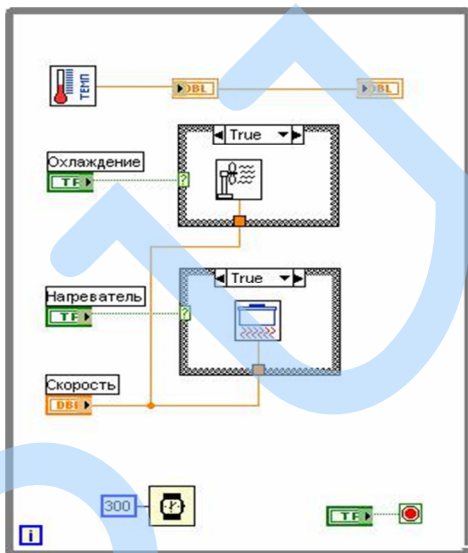 ТЕМП
DBL
DBL
True
Охлаждение
TF
True
Нагреватель
TF
Скорость
DBL
300
TF
i